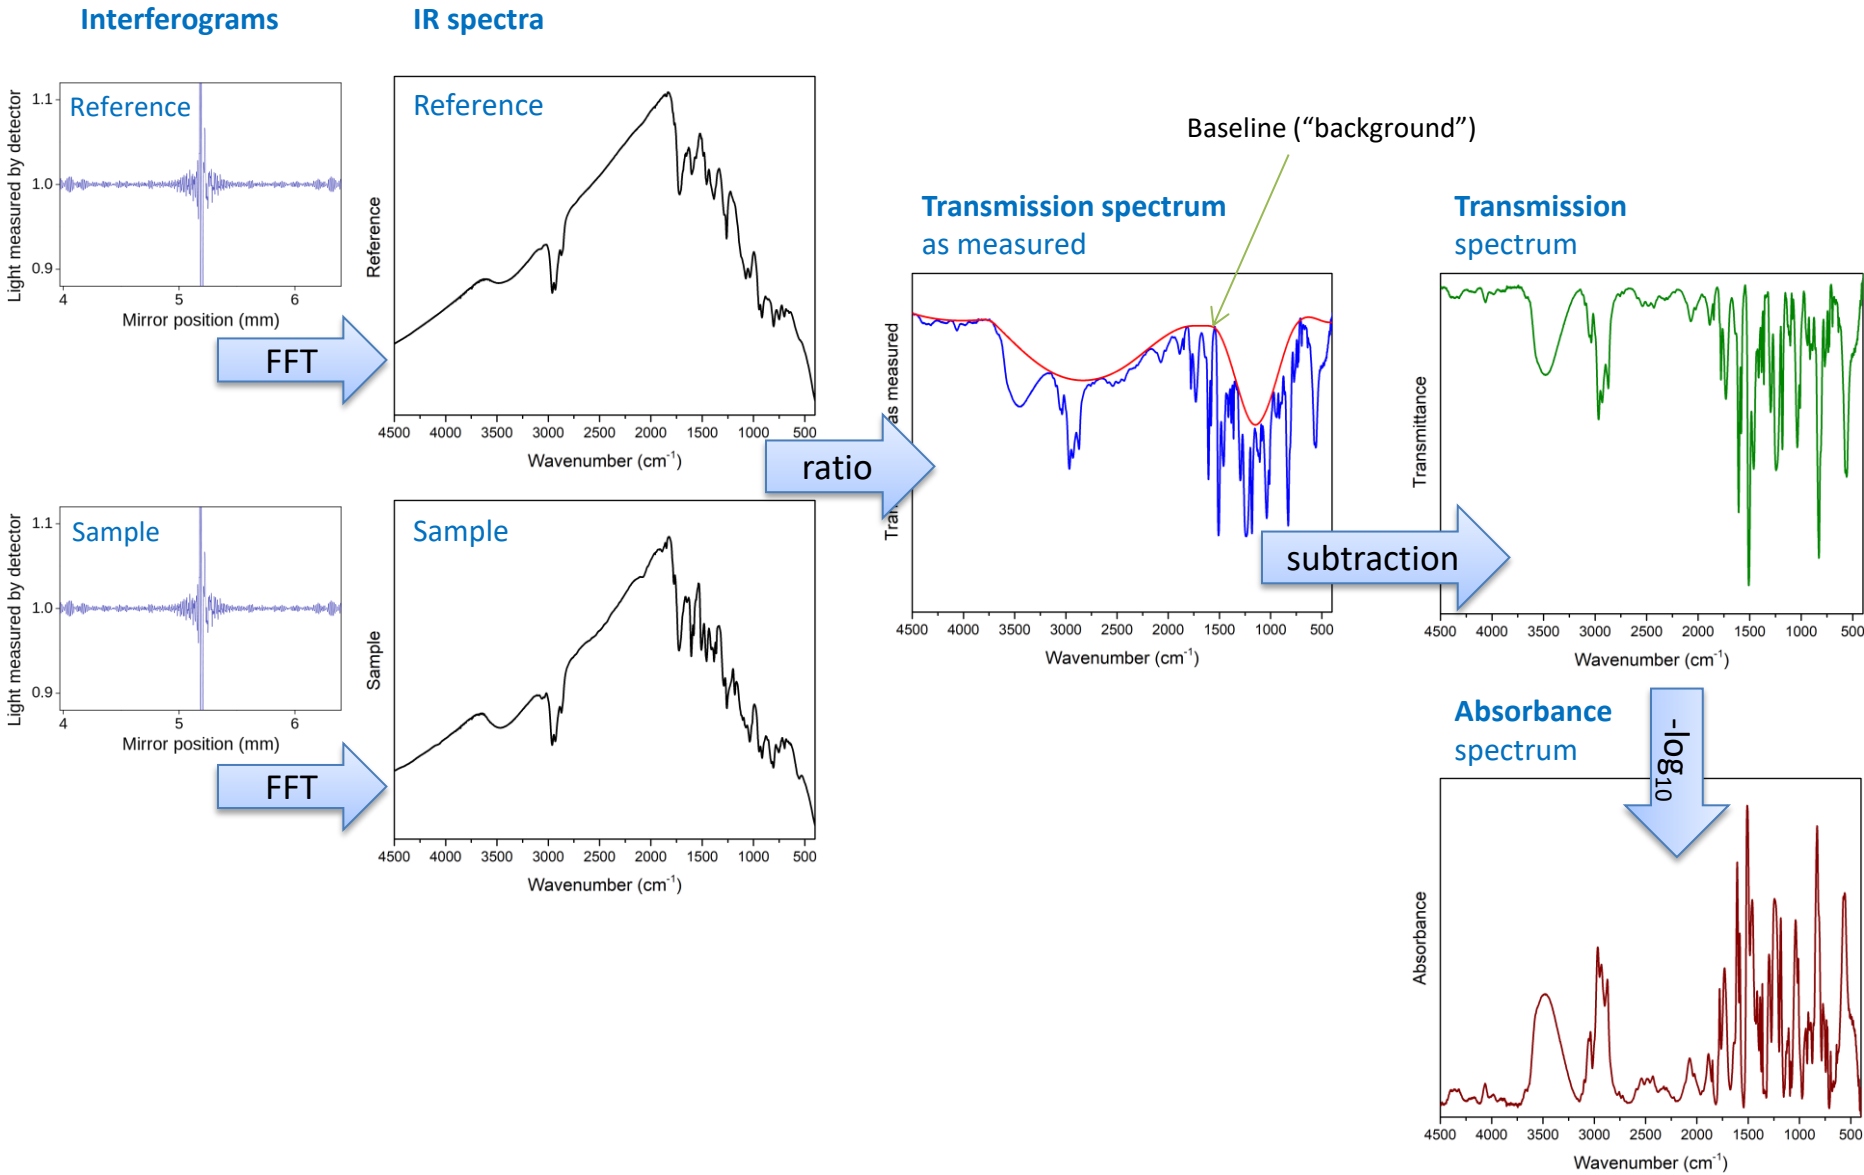 Interferograms
IR spectra
Reference
Light measured by detector
1.1
1.0
0.9
4 5 6
Mirror position (mm)
FFT
Reference
Reference
4500 4000 3500 3000 2500 2000 1500 1000 500
Wavenumber (cm⁻¹)
Sample
Light measured by detector
1.1
1.0
0.9
4 5 6
Mirror position (mm)
FFT
Sample
Sample
4500 4000 3500 3000 2500 2000 1500 1000 500
Wavenumber (cm⁻¹)
ratio
Baseline (“background”)
Transmission spectrum
as measured
as measured
4500 4000 3500 3000 2500 2000 1500 1000 500
Wavenumber (cm⁻¹)
subtraction
Transmission
spectrum
Transmittance
4500 4000 3500 3000 2500 2000 1500 1000 500
Wavenumber (cm⁻¹)
-log₁₀
Absorbance
spectrum
Absorbance
4500 4000 3500 3000 2500 2000 1500 1000 500
Wavenumber (cm⁻¹)